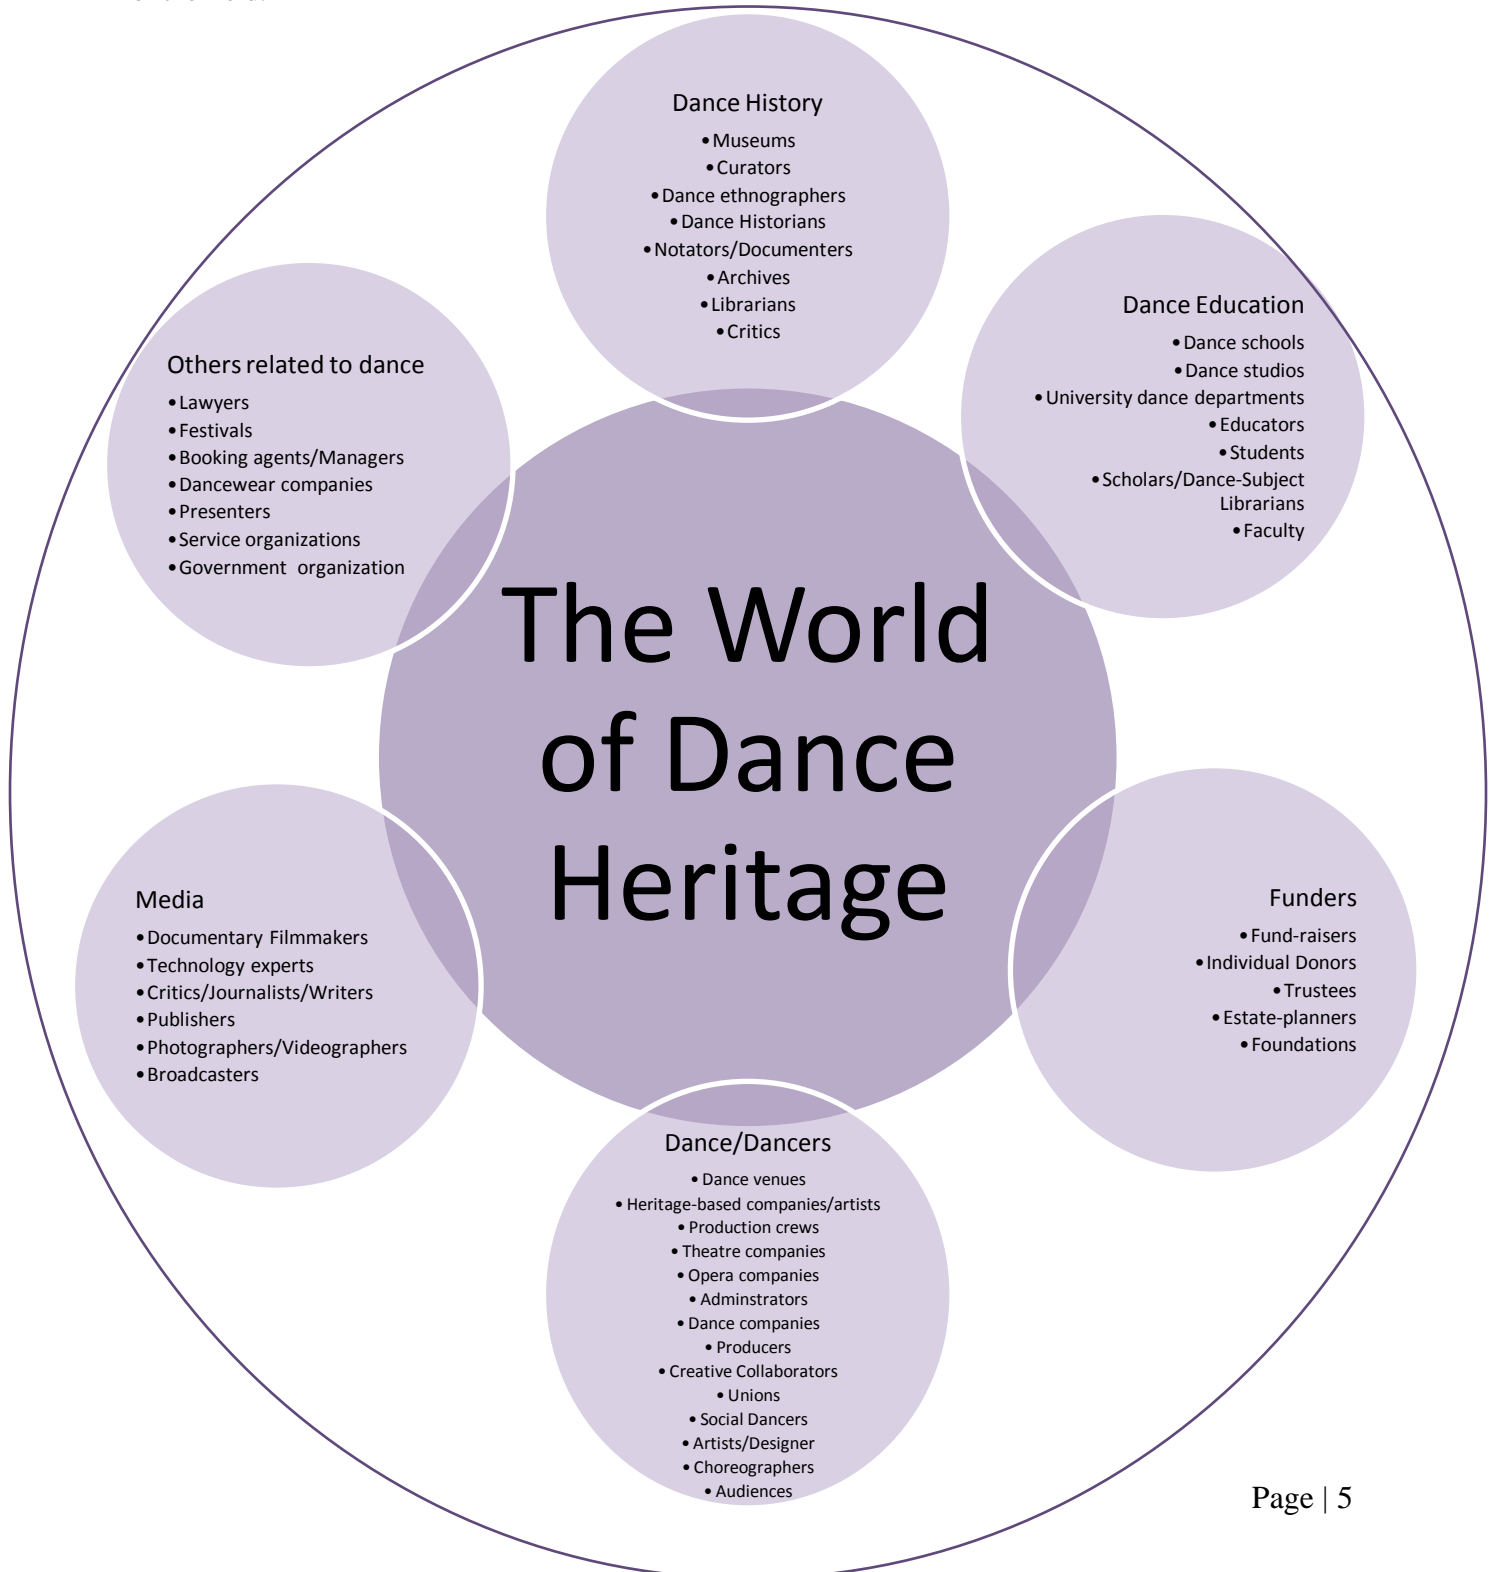 Dance History
•Museums
•Curators
•Dance ethnographers
•Dance Historians
•Notators/Documenters
•Archives
•Librarians
•Critics
Dance Education
•Dance schools
•Dance studios
•University dance departments
•Educators
•Students
•Scholars/Dance-Subject
Librarians
•Faculty
Others related to dance
•Lawyers
•Festivals
•Booking agents/Managers
•Dancewear companies
•Presenters
•Service organizations
•Government organization
The World
of Dance
Heritage
Media
•Documentary Filmmakers
•Technology experts
•Critics/Journalists/Writers
•Publishers
•Photographers/Videographers
•Broadcasters
Funders
•Fund-raisers
•Individual Donors
•Trustees
•Estate-planners
•Foundations
Dance/Dancers
•Dance venues
•Heritage-based companies/artists
•Production crews
•Theatre companies
•Opera companies
•Adminstrators
•Dance companies
•Producers
•Creative Collaborators
•Unions
•Social Dancers
•Artists/Designer
•Choreographers
•Audiences
Page | 5